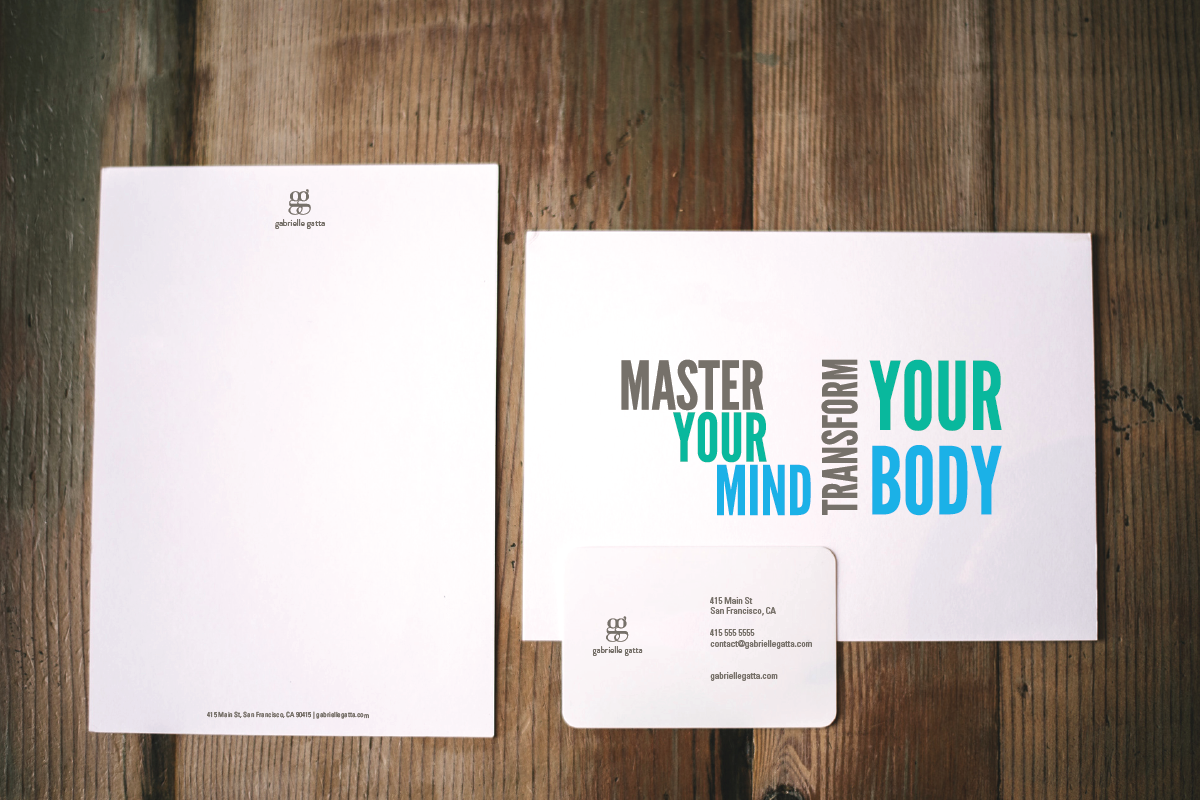 gg
gabrielle gatta
415 Main St, San Francisco, CA 90415 | gabriellegatta.com
MASTER
YOUR
MIND
TRANSFORM
YOUR
BODY
gg
gabrielle gatta
415 Main St
San Francisco, CA
415 555 5555
contact@gabriellegatta.com
gabriellegatta.com